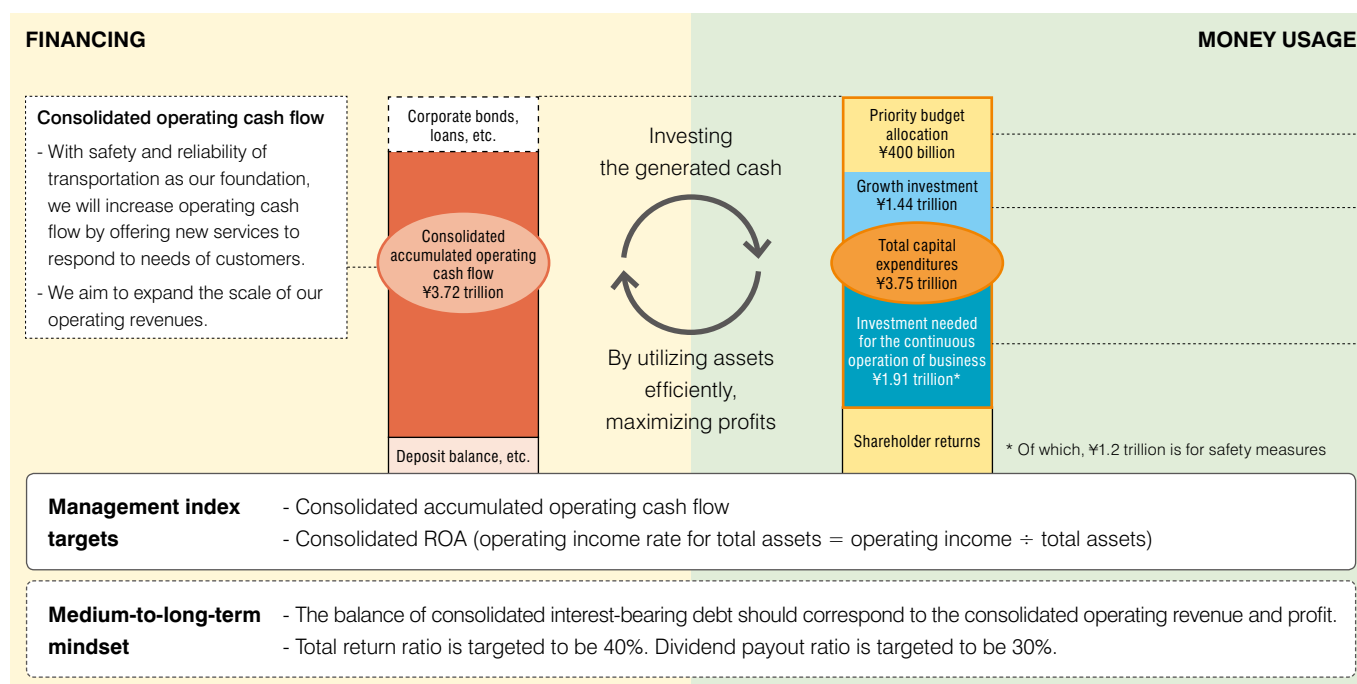 FINANCING
MONEY USAGE
Consolidated operating cash flow
- With safety and reliability of
transportation as our foundation,
we will increase operating cash
flow by offering new services to
respond to needs of customers.
- We aim to expand the scale of our
operating revenues.
Corporate bonds,
loans, etc.
Consolidated
accumulated operating
cash flow
¥3.72 trillion
Deposit balance, etc.
Investing
the generated cash
By utilizing assets
efficiently,
maximizing profits
Priority budget
allocation
¥400 billion
Growth investment
¥1.44 trillion
Total capital
expenditures
¥3.75 trillion
Investment needed
for the continuous
operation of business
¥1.91 trillion*
Shareholder returns
* Of which, ¥1.2 trillion is for safety measures
Management index
targets
- Consolidated accumulated operating cash flow
- Consolidated ROA (operating income rate for total assets = operating income ÷ total assets)
Medium-to-long-term
mindset
- The balance of consolidated interest-bearing debt should correspond to the consolidated operating revenue and profit.
- Total return ratio is targeted to be 40%. Dividend payout ratio is targeted to be 30%.